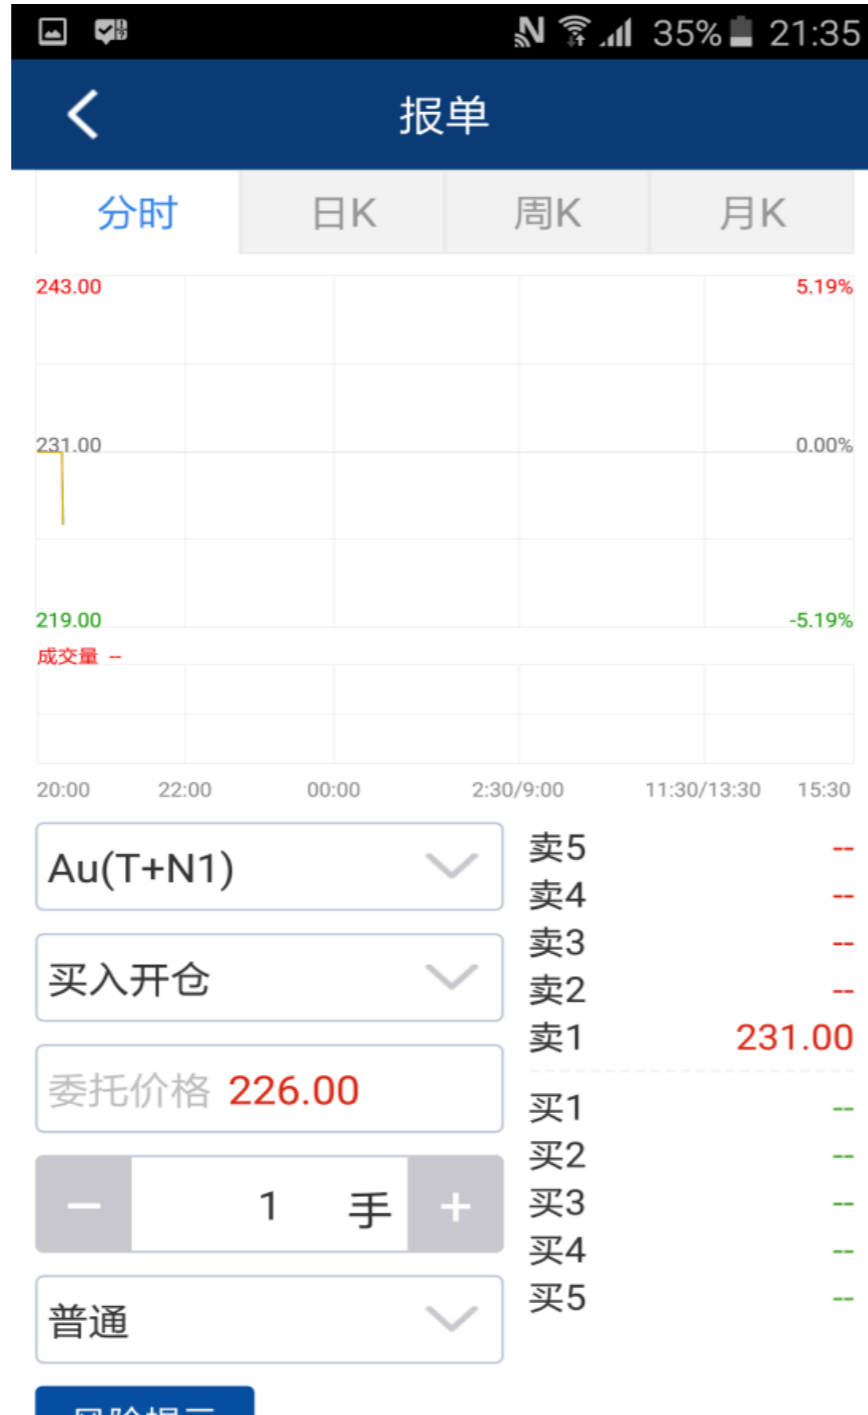 35% 21:35
报单
分时 日K 周K 月K
243.00 5.19%
231.00 0.00%
219.00 -5.19%
成交量 --
20:00 22:00 00:00 2:30/9:00 11:30/13:30 15:30
Au(T+N1)
买入开仓
委托价格 226.00
- 1 手 +
普通
卖5 --
卖4 --
卖3 --
卖2 --
卖1 231.00
买1 --
买2 --
买3 --
买4 --
买5 --
风险提示